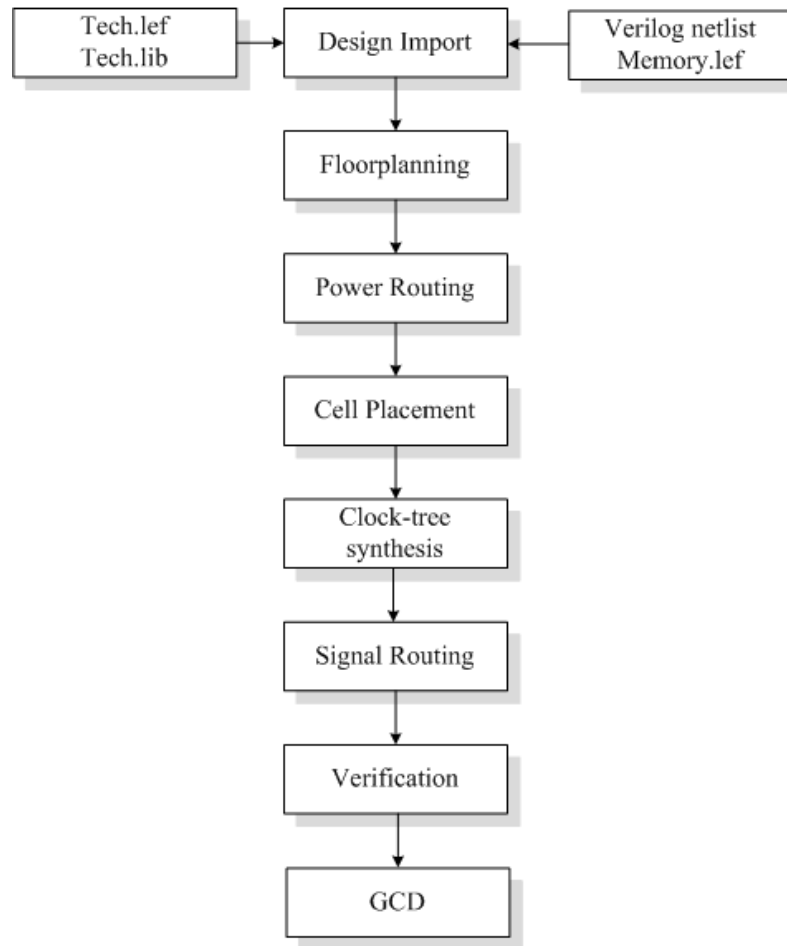 Tech.lef
Tech.lib
Design Import
Verilog netlist
Memory.lef
Floorplanning
Power Routing
Cell Placement
Clock-tree
synthesis
Signal Routing
Verification
GCD